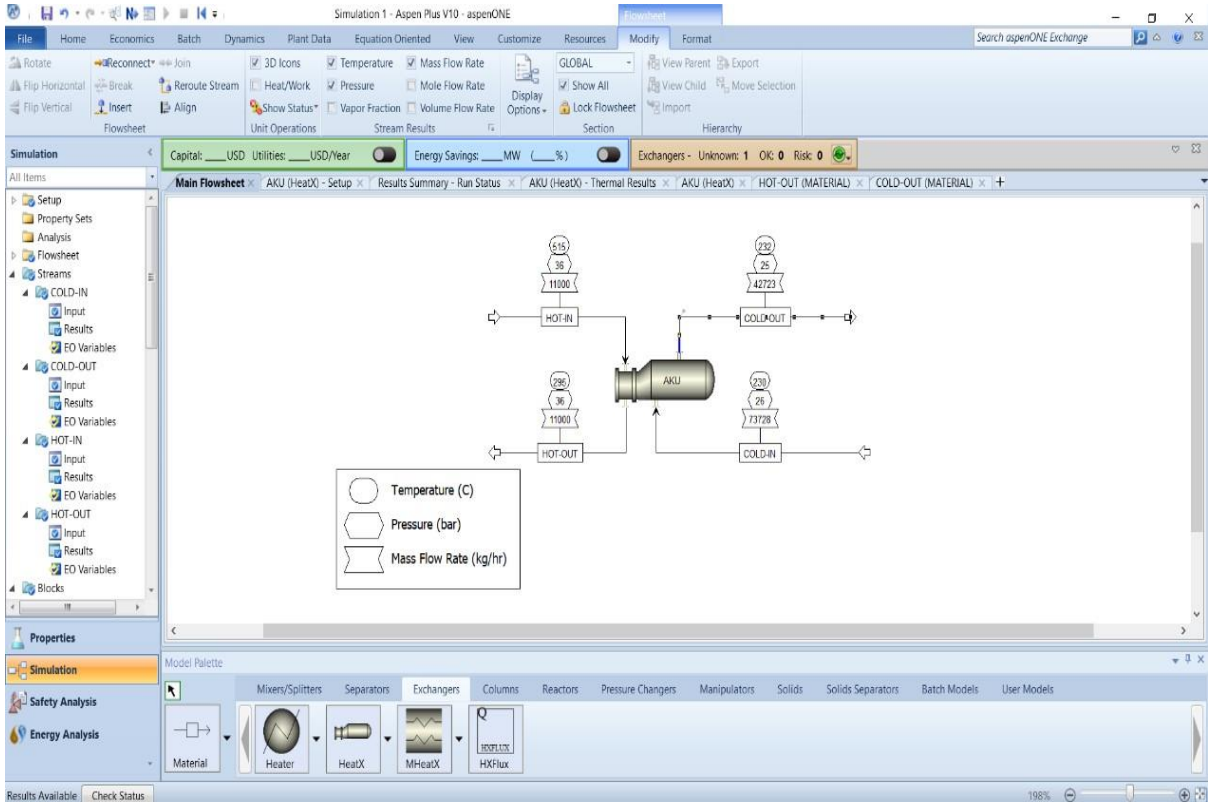 Simulation 1 - Aspen Plus V10 - aspenONE
Flowsheet
File Home Economics Batch Dynamics Plant Data Equation Oriented View Customize Resources Modify Format Search aspenONE Exchange
Rotate Reconnect Join 3D Icons Temperature Mass Flow Rate GLOBAL View Parent Export
Flip Horizontal Break Reroute Stream Heat/Work Pressure Mole Flow Rate Display Show All View Child Move Selection
Flip Vertical Insert Align Show Status Vapor Fraction Volume Flow Rate Options Lock Flowsheet Import
Flowsheet Unit Operations Stream Results Section Hierarchy
Simulation Capital: ____USD Utilities: ____USD/Year Energy Savings: ____MW (____%) Exchangers - Unknown: 1 OK: 0 Risk: 0
All Items Main Flowsheet AKU (HeatX) - Setup Results Summary - Run Status AKU (HeatX) - Thermal Results AKU (HeatX) HOT-OUT (MATERIAL) COLD-OUT (MATERIAL) +
Setup
Property Sets
Analysis
Flowsheet
Streams
COLD-IN
Input
Results
EO Variables
COLD-OUT
Input
Results
EO Variables
HOT-IN
Input
Results
EO Variables
HOT-OUT
Input
Results
EO Variables
Blocks
515
36
11000
HOT-IN
232
25
42723
COLD-OUT
AKU
295
36
11000
HOT-OUT
230
26
73728
COLD-IN
Temperature (C)
Pressure (bar)
Mass Flow Rate (kg/hr)
Properties
Simulation
Safety Analysis
Energy Analysis
Model Palette
Mixers/Splitters Separators Exchangers Columns Reactors Pressure Changers Manipulators Solids Solids Separators Batch Models User Models
Q
HXFLUX
Material Heater HeatX MHeatX HXFlux
Results Available Check Status 198%